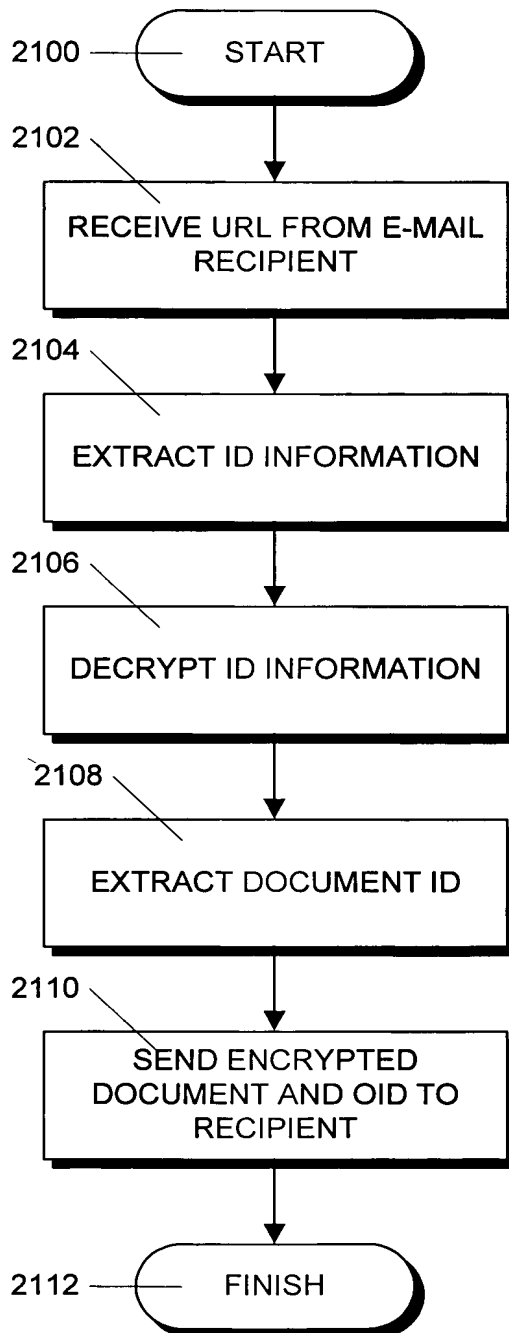 2100
START
2102
RECEIVE URL FROM E-MAIL
RECIPIENT
2104
EXTRACT ID INFORMATION
2106
DECRYPT ID INFORMATION
2108
EXTRACT DOCUMENT ID
2110
SEND ENCRYPTED
DOCUMENT AND OID TO
RECIPIENT
2112
FINISH